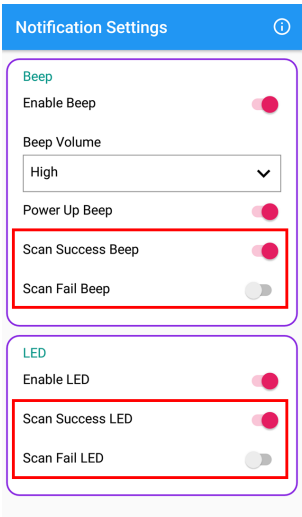 Notification Settings
Beep
Enable Beep
Beep Volume
High
Power Up Beep
Scan Success Beep
Scan Fail Beep
LED
Enable LED
Scan Success LED
Scan Fail LED